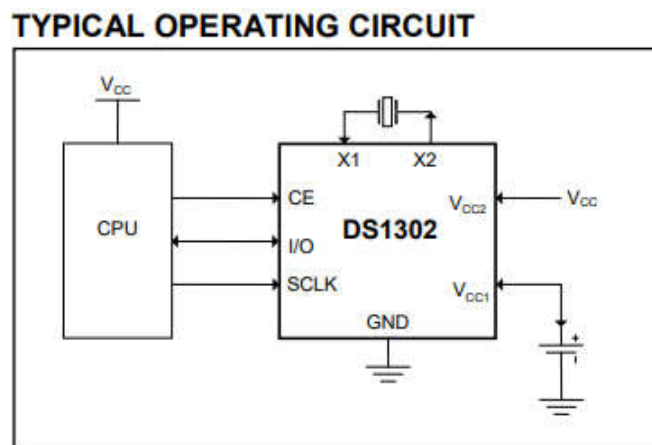 TYPICAL OPERATING CIRCUIT
VCC
X1 X2
CE
VCC2 VCC
CPU
DS1302
I/O
SCLK
VCC1
GND
+
-